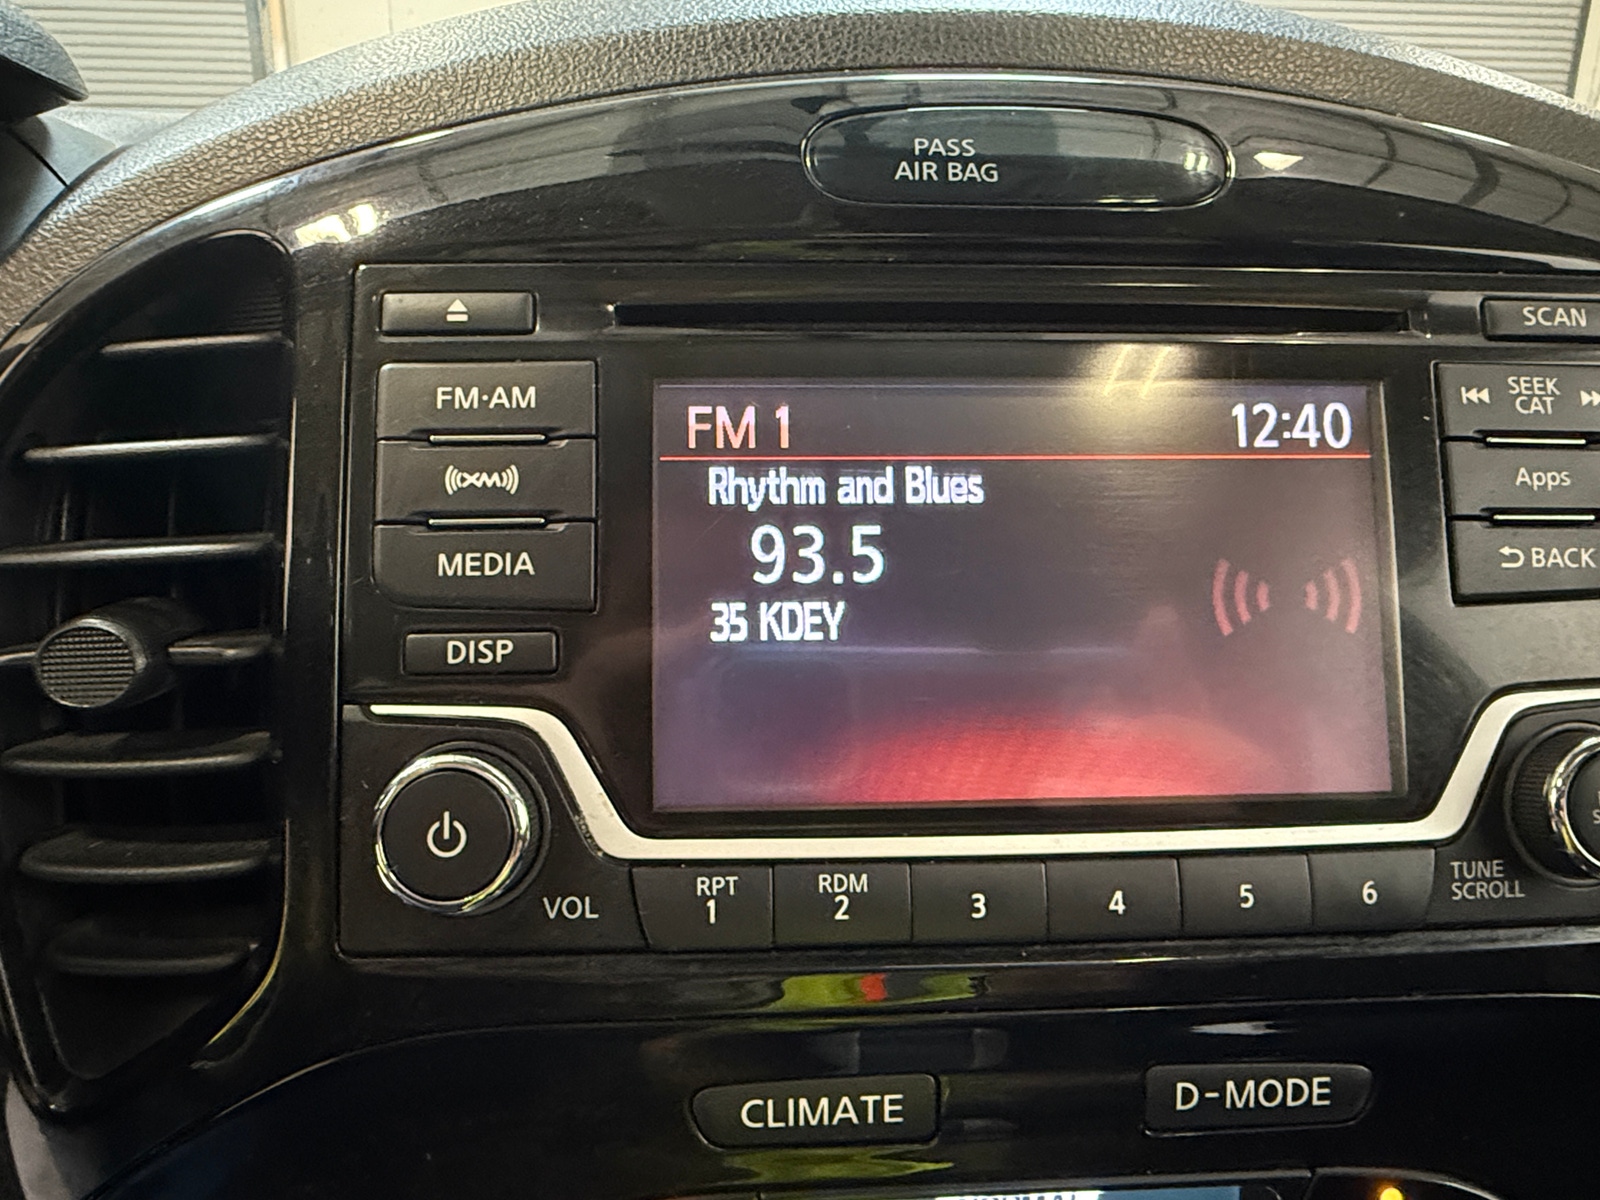 PASS
AIR BAG
SCAN
FM·AM
SEEK
CAT
FM 1
12:40
((XM))
Rhythm and Blues
Apps
93.5
MEDIA
BACK
35 KDEY
DISP
VOL
RPT
1
RDM
2
3
4
5
6
TUNE
SCROLL
CLIMATE
D-MODE